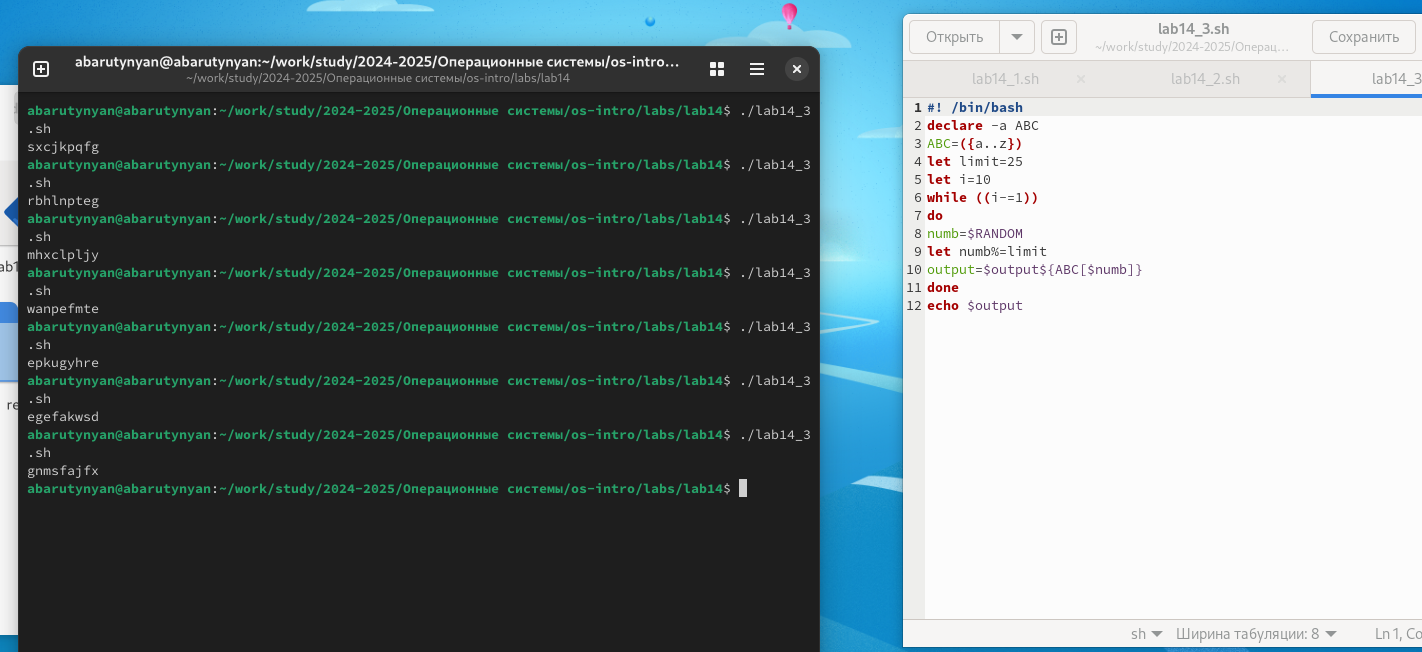 abarutynyan@abarutynyan:~/work/study/2024-2025/Операционные системы/os-intro…
~/work/study/2024-2025/Операционные системы/os-intro/labs/lab14
abarutynyan@abarutynyan:~/work/study/2024-2025/Операционные системы/os-intro/labs/lab14$ ./lab14_3
.sh
sxcjkpqfg
abarutynyan@abarutynyan:~/work/study/2024-2025/Операционные системы/os-intro/labs/lab14$ ./lab14_3
.sh
rbhlnpteg
abarutynyan@abarutynyan:~/work/study/2024-2025/Операционные системы/os-intro/labs/lab14$ ./lab14_3
.sh
mhxclpljy
abarutynyan@abarutynyan:~/work/study/2024-2025/Операционные системы/os-intro/labs/lab14$ ./lab14_3
.sh
wanpefmte
abarutynyan@abarutynyan:~/work/study/2024-2025/Операционные системы/os-intro/labs/lab14$ ./lab14_3
.sh
epkugyhre
abarutynyan@abarutynyan:~/work/study/2024-2025/Операционные системы/os-intro/labs/lab14$ ./lab14_3
.sh
egefakwsd
abarutynyan@abarutynyan:~/work/study/2024-2025/Операционные системы/os-intro/labs/lab14$ ./lab14_3
.sh
gnmsfajfx
abarutynyan@abarutynyan:~/work/study/2024-2025/Операционные системы/os-intro/labs/lab14$
Открыть
lab14_3.sh
~/work/study/2024-2025/Операц…
Сохранить
lab14_1.sh
lab14_2.sh
lab14_3
1 #! /bin/bash
2 declare -a ABC
3 ABC=({a..z})
4 let limit=25
5 let i=10
6 while ((i-=1))
7 do
8 numb=$RANDOM
9 let numb%=limit
10 output=$output${ABC[$numb]}
11 done
12 echo $output
sh
Ширина табуляции: 8
Ln 1, Co